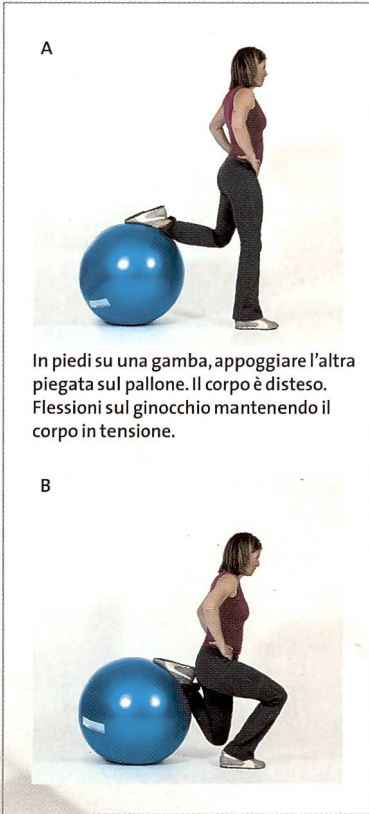 A
In piedi su una gamba, appoggiare l'altra
piegata sul pallone. Il corpo è disteso.
Flessioni sul ginocchio mantenendo il
corpo in tensione.
B